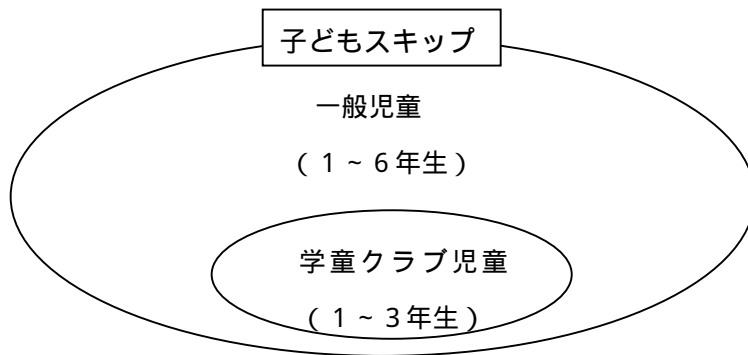 子どもスキップ
一般児童
(1~6年生)
学童クラブ児童
(1~3年生)